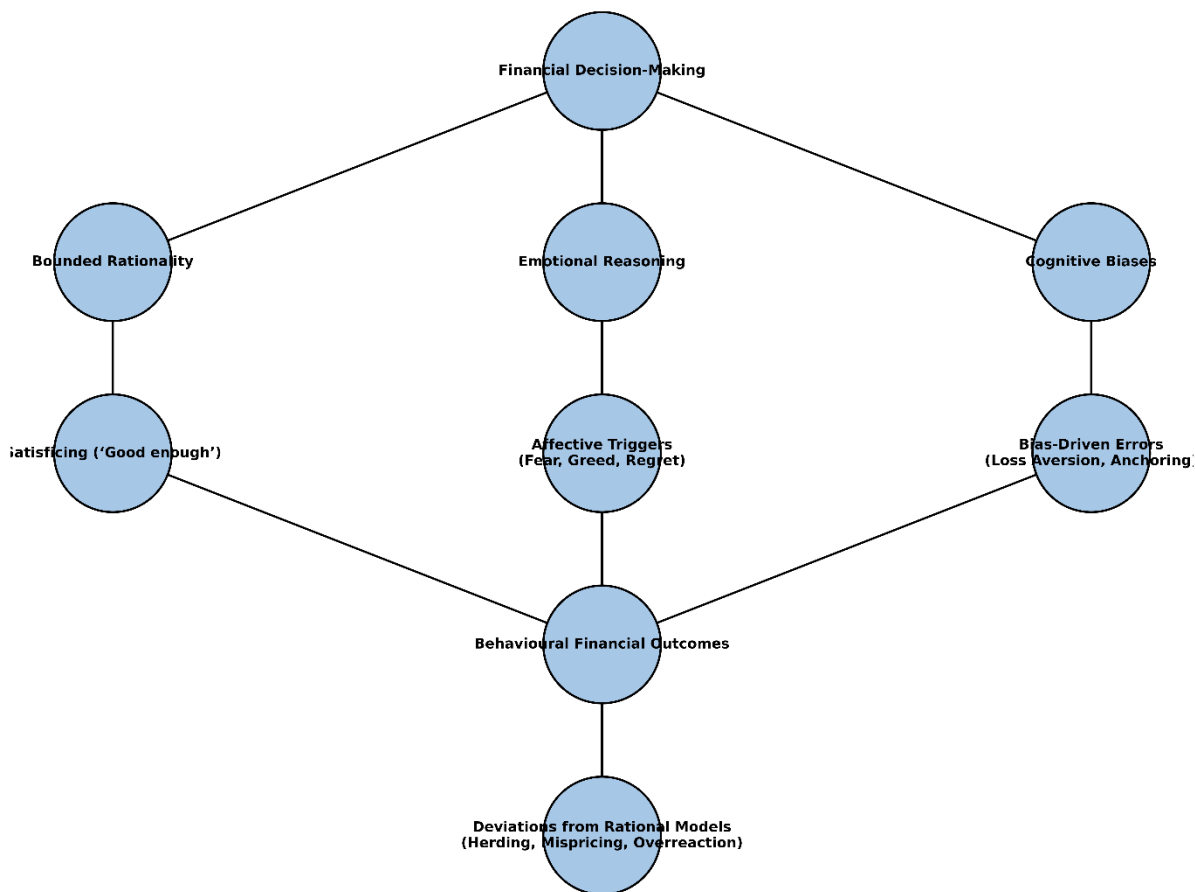 Financial Decision-Making
Bounded Rationality
Emotional Reasoning
Cognitive Biases
Satisficing (‘Good enough’)
Affective Triggers
(Fear, Greed, Regret)
Bias-Driven Errors
(Loss Aversion, Anchoring)
Behavioural Financial Outcomes
Deviations from Rational Models
(Herding, Mispricing, Overreaction)